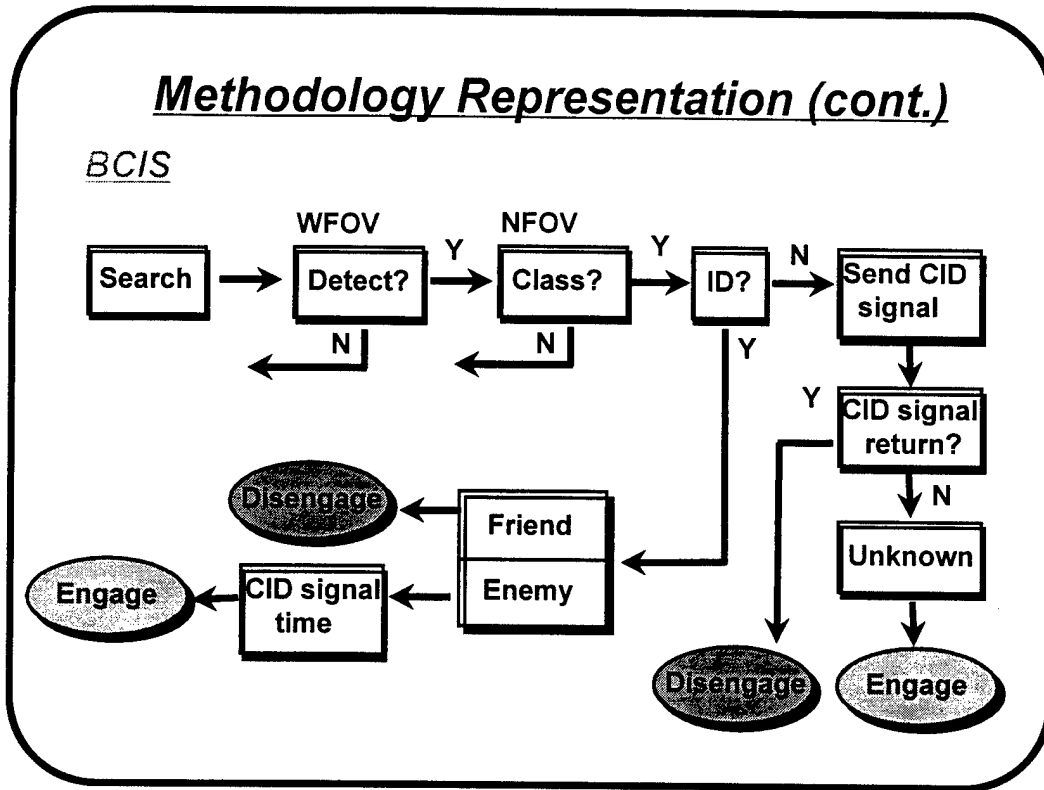 Methodology Representation (cont.)
BCIS
WFOV
NFOV
Search
Detect?
Y
Class?
Y
ID?
N
Send CID
signal
N
N
Y
Y
CID signal
return?
N
Disengage
Friend
Enemy
Unknown
Engage
CID signal
time
Disengage
Engage